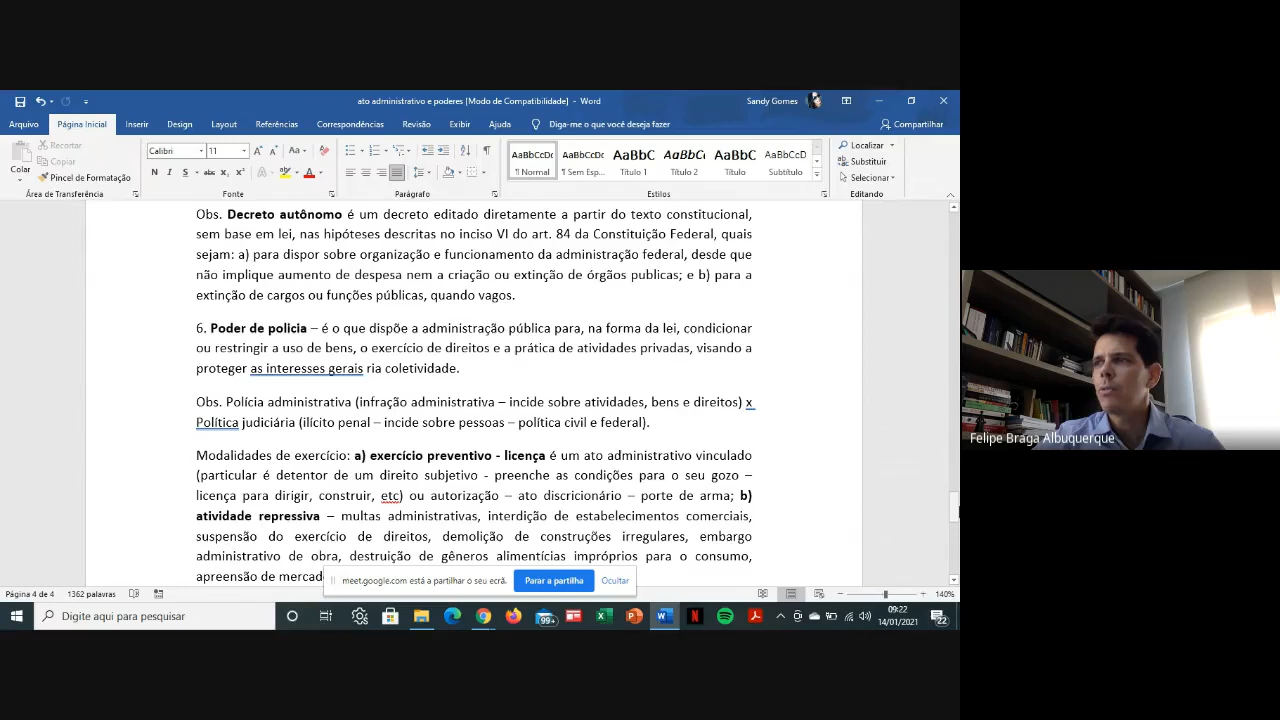 ato administrativo e poderes [Modo de Compatibilidade] - Word
Sandy Gomes
Arquivo Página Inicial Inserir Design Layout Referências Correspondências Revisão Exibir Ajuda Diga-me o que você deseja fazer Compartilhar
Colar
Recortar
Copiar
Pincel de Formatação
Área de Transferência
Calibri 11
N I S
Fonte
Parágrafo
AaBbCcDc AaBbCcDc AaBbC AaBbCc AaBbC AaBbCcD
¶ Normal ¶ Sem Esp... Título 1 Título 2 Título Subtítulo
Estilos
Localizar
Substituir
Selecionar
Editando
Obs. Decreto autônomo é um decreto editado diretamente a partir do texto constitucional,
sem base em lei, nas hipóteses descritas no inciso VI do art. 84 da Constituição Federal, quais
sejam: a) para dispor sobre organização e funcionamento da administração federal, desde que
não implique aumento de despesa nem a criação ou extinção de órgãos publicas; e b) para a
extinção de cargos ou funções públicas, quando vagos.
6. Poder de policia – é o que dispõe a administração pública para, na forma da lei, condicionar
ou restringir a uso de bens, o exercício de direitos e a prática de atividades privadas, visando a
proteger as interesses gerais ria coletividade.
Obs. Polícia administrativa (infração administrativa – incide sobre atividades, bens e direitos) x
Política judiciária (ilícito penal – incide sobre pessoas – política civil e federal).
Modalidades de exercício: a) exercício preventivo - licença é um ato administrativo vinculado
(particular é detentor de um direito subjetivo - preenche as condições para o seu gozo –
licença para dirigir, construir, etc) ou autorização – ato discricionário – porte de arma; b)
atividade repressiva – multas administrativas, interdição de estabelecimentos comerciais,
suspensão do exercício de direitos, demolição de construções irregulares, embargo
administrativo de obra, destruição de gêneros alimentícias impróprios para o consumo,
apreensão de mercado
meet.google.com está a partilhar o seu ecrã. Parar a partilha Ocultar
Página 4 de 4 1362 palavras 140%
Digite aqui para pesquisar
99+
09:22
14/01/2021
22
Felipe Braga Albuquerque